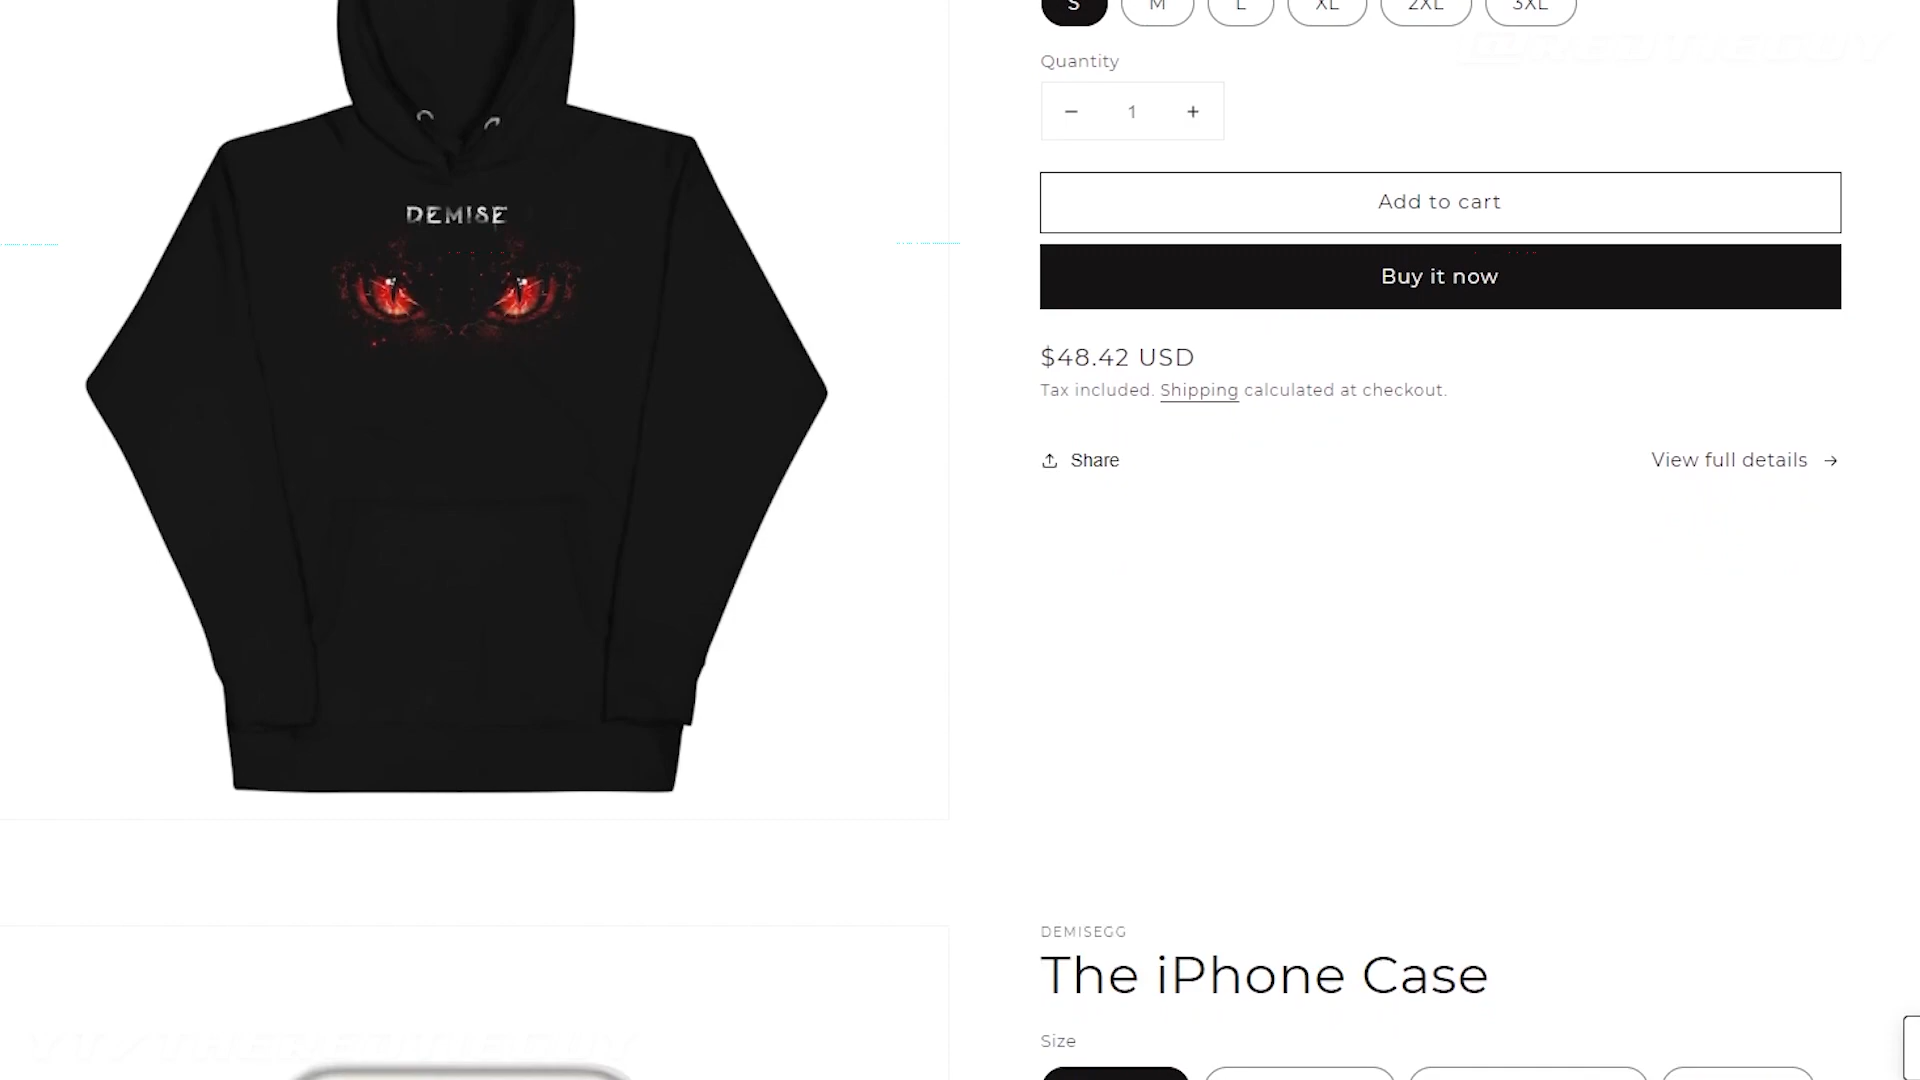 S M L XL 2XL 3XL
Quantity
− 1 +
Add to cart
Buy it now
$48.42 USD
Tax included. Shipping calculated at checkout.
Share
View full details →
DEMISE
DEMISEGG
The iPhone Case
Size